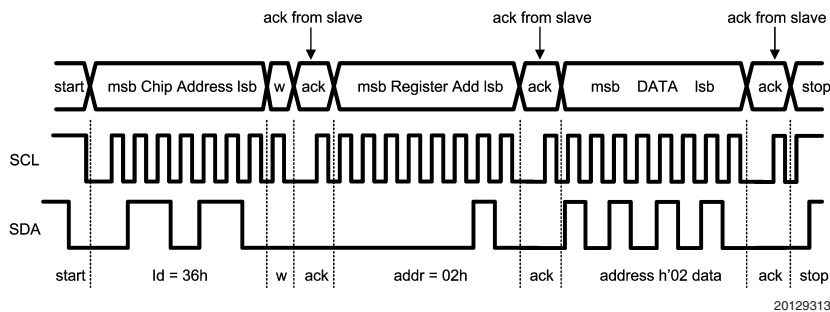 ack from slave ack from slave ack from slave
start msb Chip Address lsb w ack msb Register Add lsb ack msb DATA lsb ack stop
SCL
SDA
start Id = 36h w ack addr = 02h ack address h'02 data ack stop
20129313